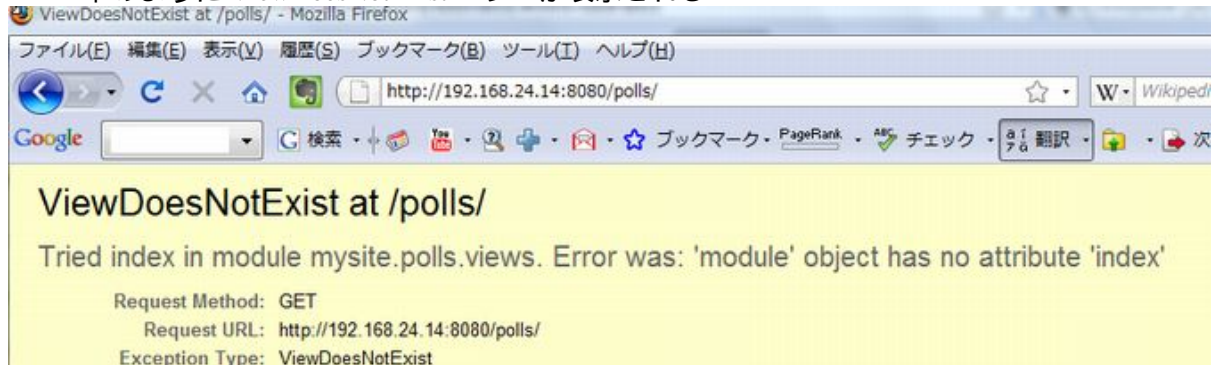 ViewDoesNotExist at /polls/ - Mozilla Firefox
ファイル(F) 編集(E) 表示(V) 履歴(S) ブックマーク(B) ツール(T) ヘルプ(H)
http://192.168.24.14:8080/polls/ W Wikipedi
Google G 検索 You Tube ブックマーク PageRank ABC チェック 翻訳 次
ViewDoesNotExist at /polls/
Tried index in module mysite.polls.views. Error was: 'module' object has no attribute 'index'
Request Method: GET
Request URL: http://192.168.24.14:8080/polls/
Exception Type: ViewDoesNotExist